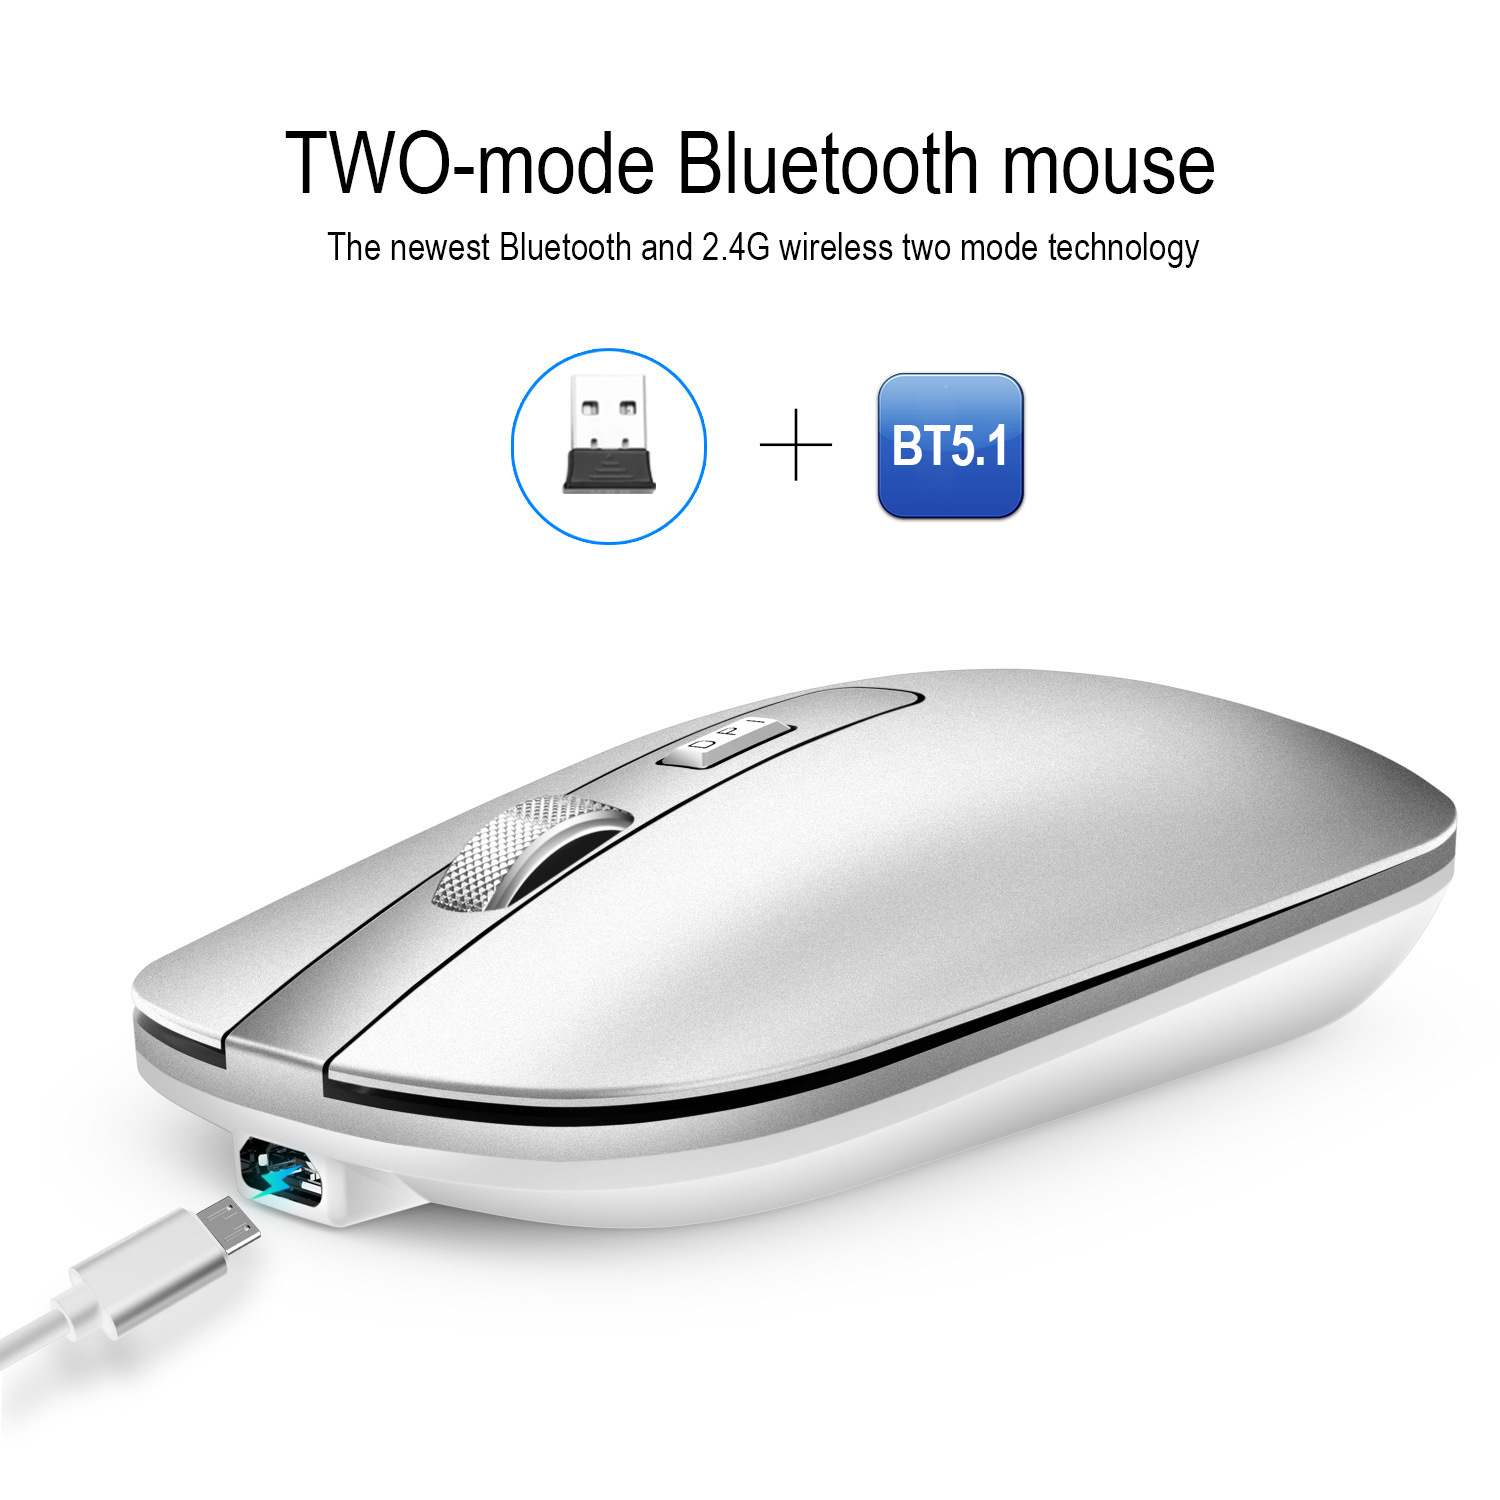 TWO-mode Bluetooth mouse
The newest Bluetooth and 2.4G wireless two mode technology
BT5.1
DPI